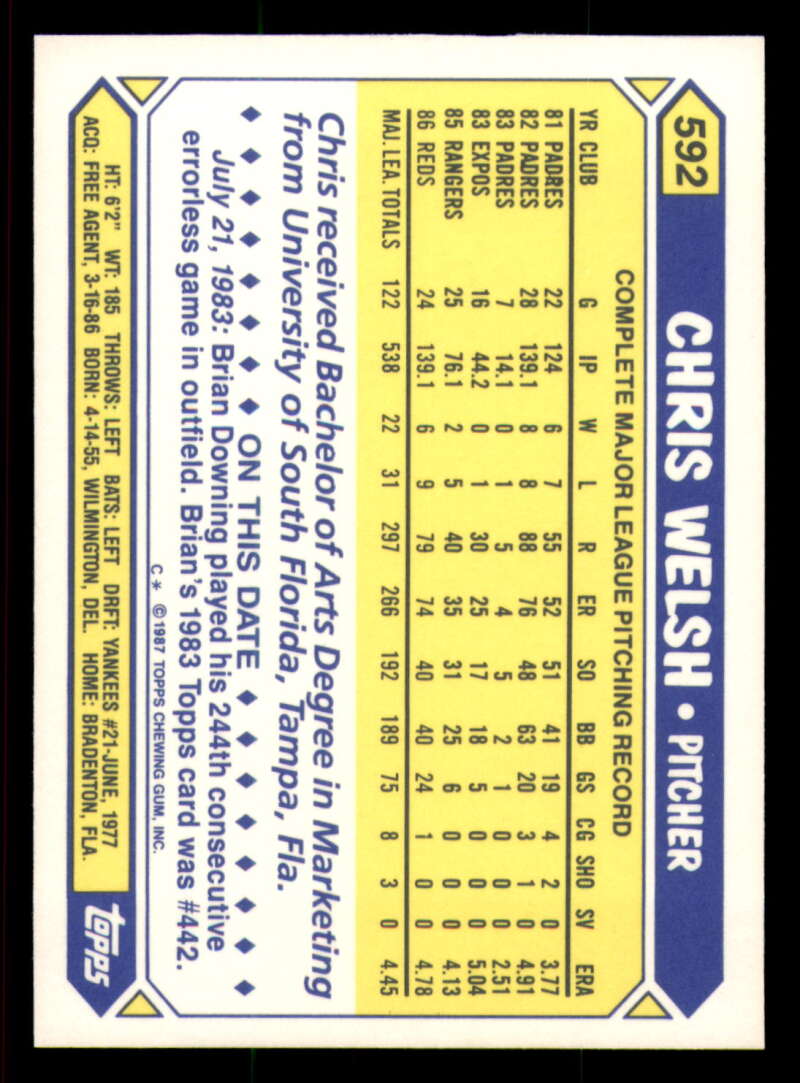 592
CHRIS WELSH • PITCHER
COMPLETE MAJOR LEAGUE PITCHING RECORD
YR CLUB G IP W L R ER SO BB GS CG SHO SV ERA
81 PADRES 22 124 6 7 55 52 51 41 19 4 2 0 3.77
82 PADRES 28 139.1 8 8 88 76 48 63 20 3 1 0 4.91
83 PADRES 7 14.1 0 1 5 4 5 2 1 0 0 0 2.51
83 EXPOS 16 44.2 0 1 30 25 17 18 5 0 0 0 5.04
85 RANGERS 25 76.1 2 5 40 35 31 25 6 0 0 0 4.13
86 REDS 24 139.1 6 9 79 74 40 40 24 1 0 0 4.78
MAJ. LEA. TOTALS 122 538 22 31 297 266 192 189 75 8 3 0 4.45
Chris received Bachelor of Arts Degree in Marketing
from University of South Florida, Tampa, Fla.
◆ ◆ ◆ ◆ ◆ ◆ ◆ ◆ ON THIS DATE ◆ ◆ ◆ ◆ ◆ ◆ ◆ ◆
July 21, 1983: Brian Downing played his 244th consecutive
errorless game in outfield. Brian's 1983 Topps card was #442.
C* ©1987 TOPPS CHEWING GUM, INC.
HT: 6'2" WT: 185 THROWS: LEFT BATS: LEFT DRFT: YANKEES #21-JUNE, 1977
ACQ: FREE AGENT, 3-16-86 BORN: 4-14-55, WILMINGTON, DEL. HOME: BRADENTON, FLA.
topps